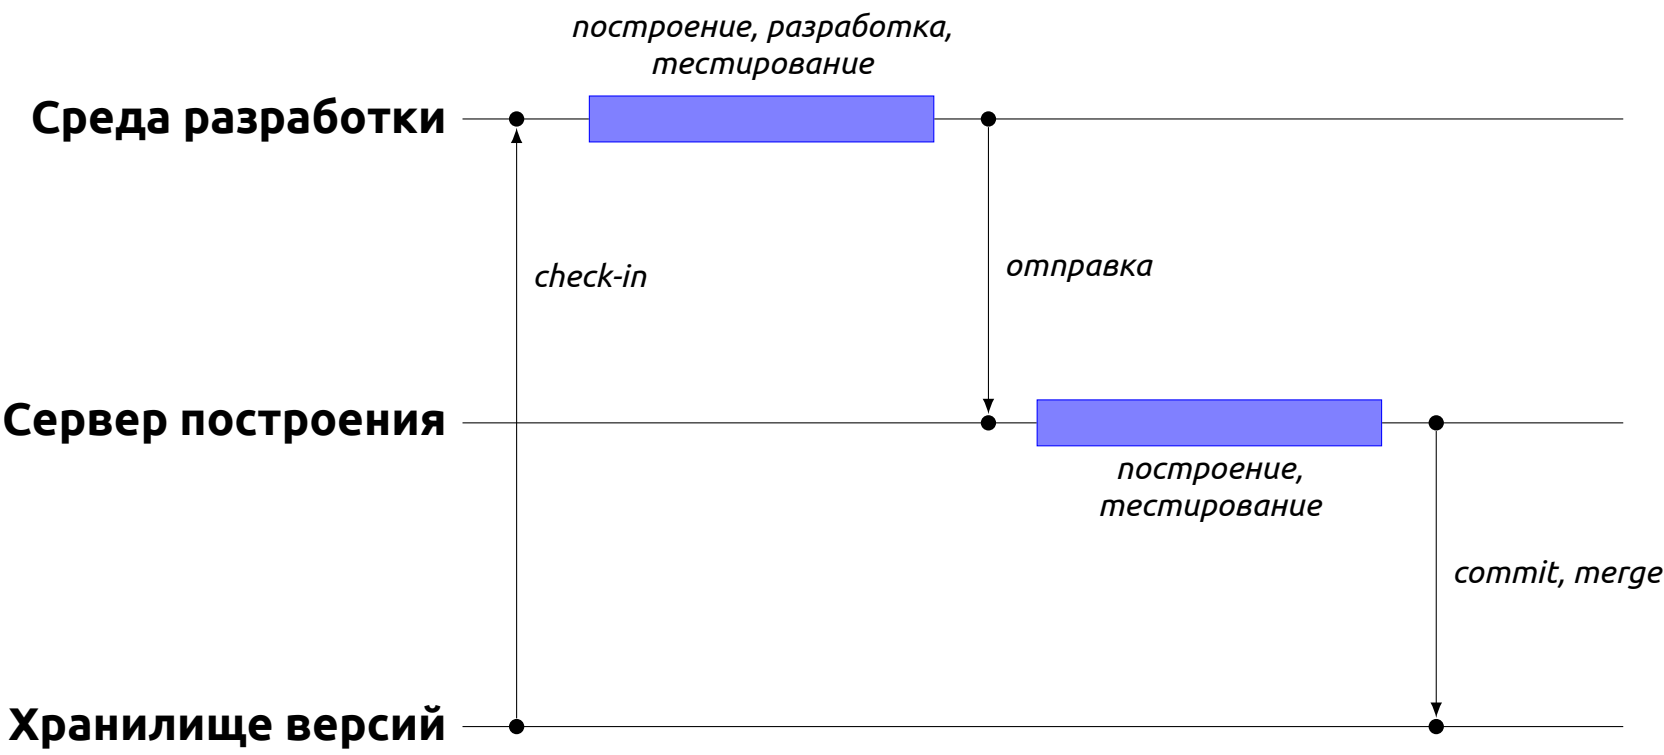 построение, разработка,
тестирование
Среда разработки
check-in
отправка
Сервер построения
построение,
тестирование
commit, merge
Хранилище версий